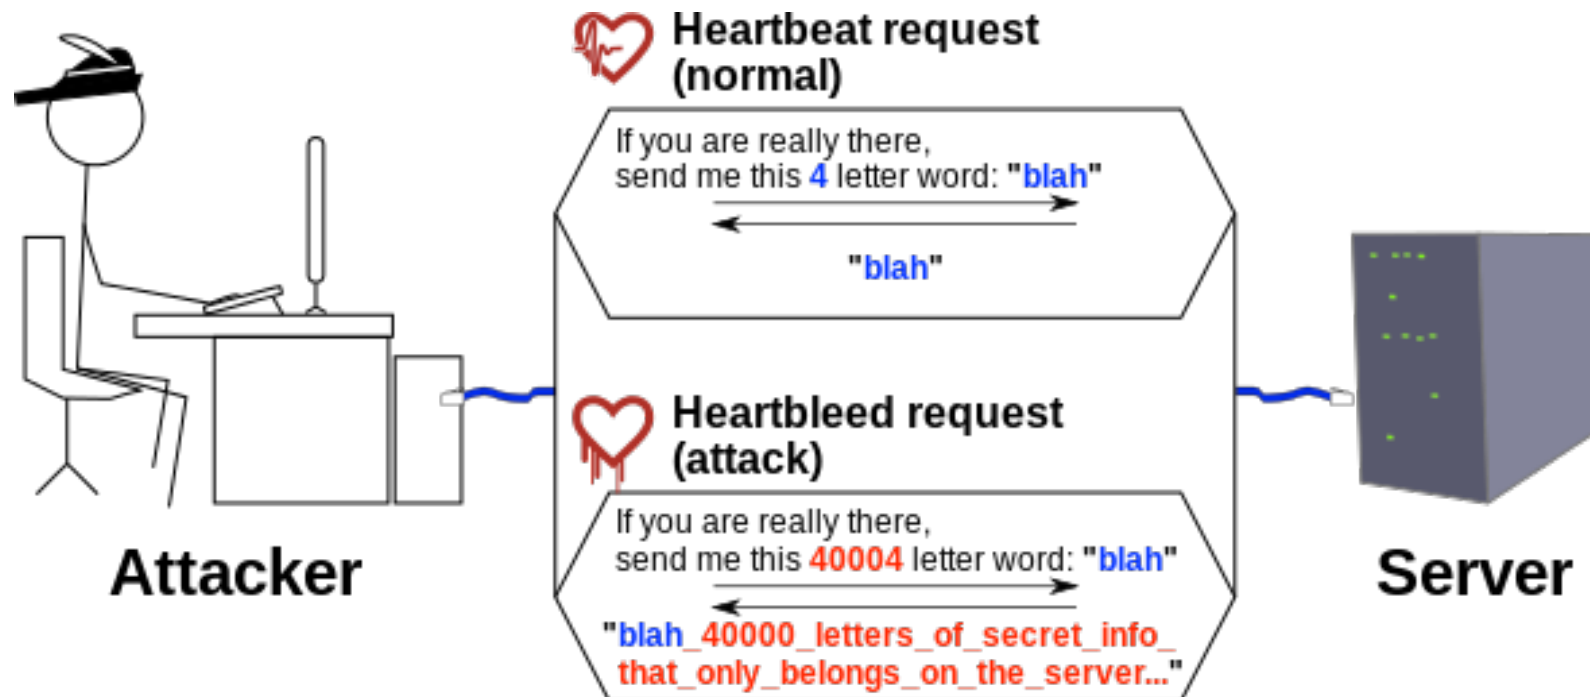 Heartbeat request
(normal)
If you are really there,
send me this 4 letter word: "blah"
"blah"
Heartbleed request
(attack)
If you are really there,
send me this 40004 letter word: "blah"
"blah_40000_letters_of_secret_info_
that_only_belongs_on_the_server..."
Attacker
Server